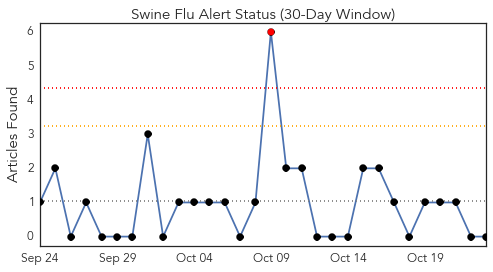 Swine Flu Alert Status (30-Day Window)
Articles Found
6
5
4
3
2
1
0
Sep 24 Sep 29 Oct 04 Oct 09 Oct 14 Oct 19